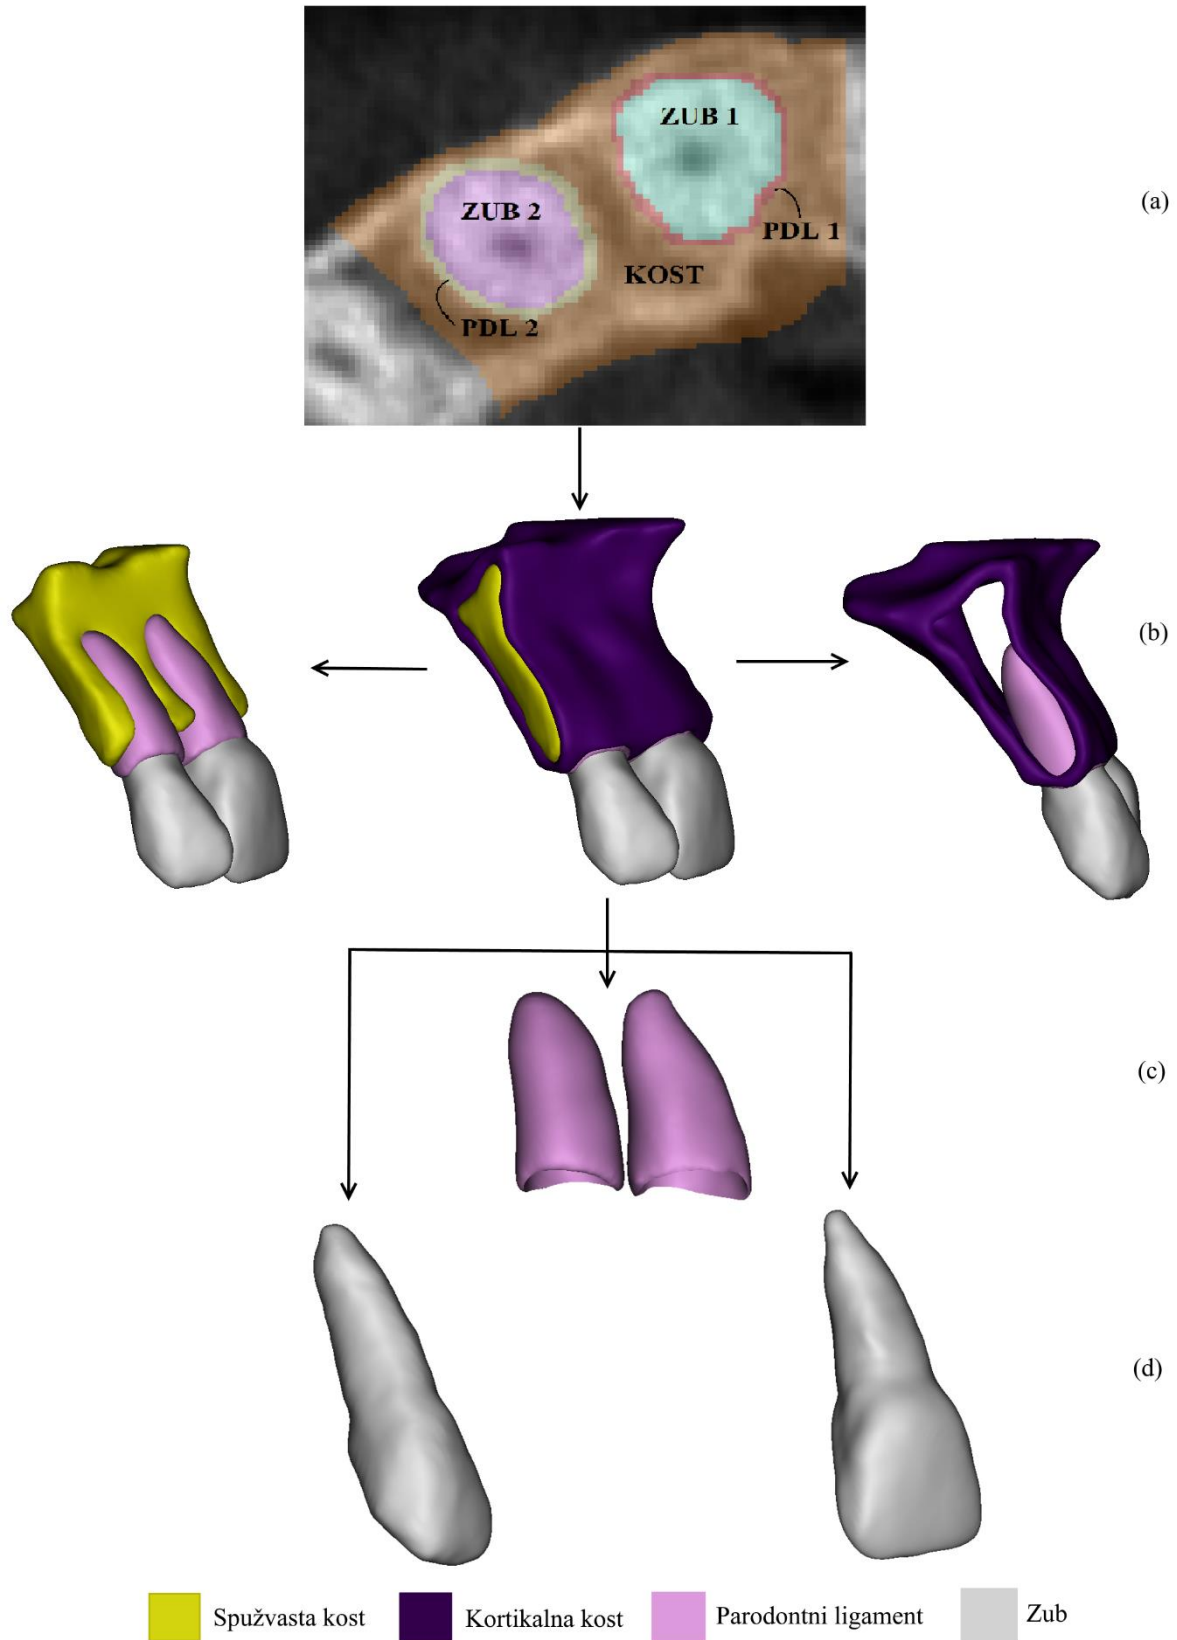 ZUB 1
(a)
ZUB 2
PDL 1
KOST
PDL 2
(b)
(c)
(d)
Spužvasta kost
Kortikalna kost
Parodontni ligament
Zub